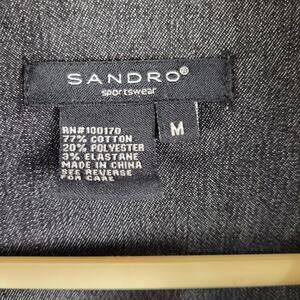 SANDRO®
sportswear
RN#100170
77% COTTON
20% POLYESTER
3% ELASTANE
MADE IN CHINA
SEE REVERSE
FOR CARE
M